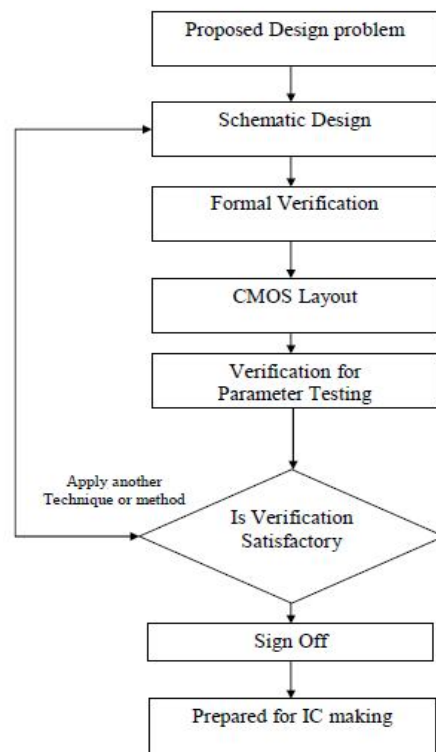 Proposed Design problem
Schematic Design
Formal Verification
CMOS Layout
Verification for
Parameter Testing
Apply another
Technique or method
Is Verification
Satisfactory
Sign Off
Prepared for IC making